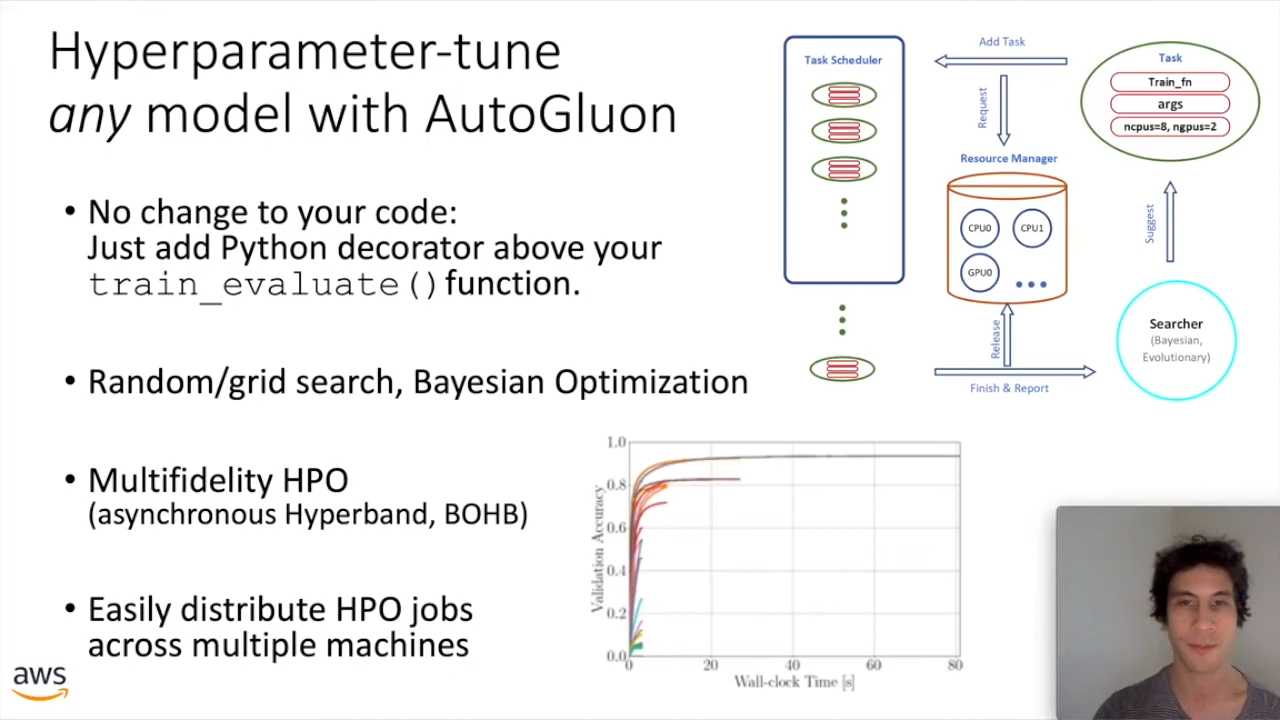 Hyperparameter-tune
any model with AutoGluon
• No change to your code:
Just add Python decorator above your
train_evaluate() function.
• Random/grid search, Bayesian Optimization
• Multifidelity HPO
(asynchronous Hyperband, BOHB)
• Easily distribute HPO jobs
across multiple machines
aws
Task Scheduler
Add Task
Request
Task
Train_fn
args
ncpus=8, ngpus=2
Resource Manager
CPU0
CPU1
GPU0
Suggest
Searcher
(Bayesian,
Evolutionary)
Release
Finish & Report
Validation Accuracy
1.0
0.8
0.6
0.4
0.2
0.0
0
20
40
60
80
Wall-clock Time [s]